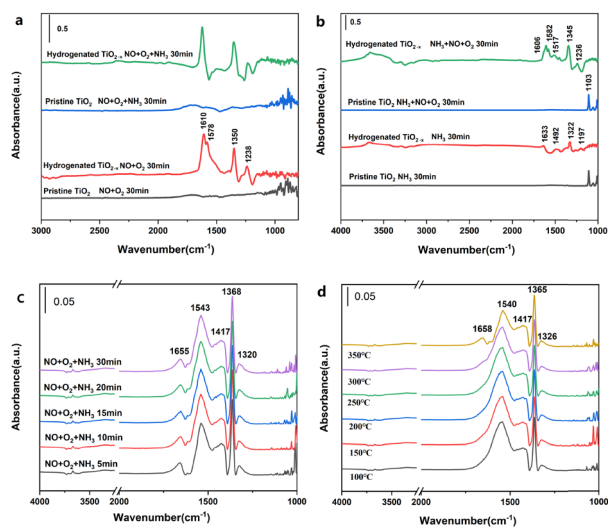 a
0.5
Hydrogenated TiO2-x NO+O2+NH3 30min
Pristine TiO2 NO+O2+NH3 30min
1610
1578
1350
1238
Hydrogenated TiO2-x NO+O2 30min
Pristine TiO2 NO+O2 30min
Absorbance(a.u.)
3000 2500 2000 1500 1000
Wavenumber(cm-1)
b
0.5
Hydrogenated TiO2-x NH3+NO+O2 30min
1606
1582
1517
1345
1236
1103
Pristine TiO2 NH3+NO+O2 30min
Hydrogenated TiO2-x NH3 30min
1633
1492
1322
1197
Pristine TiO2 NH3 30min
Absorbance(a.u.)
4000 3500 3000 2500 2000 1500 1000
Wavenumber(cm-1)
c
0.05
1368
1543
1417
1655
1320
NO+O2+NH3 30min
NO+O2+NH3 20min
NO+O2+NH3 15min
NO+O2+NH3 10min
NO+O2+NH3 5min
Absorbance(a.u.)
4000 2000 1500 1000
Wavenumber(cm-1)
d
0.05
1365
1540
1417
1658
1326
350℃
300℃
250℃
200℃
150℃
100℃
Absorbance(a.u.)
4000 2000 1500 1000
Wavenumber(cm-1)